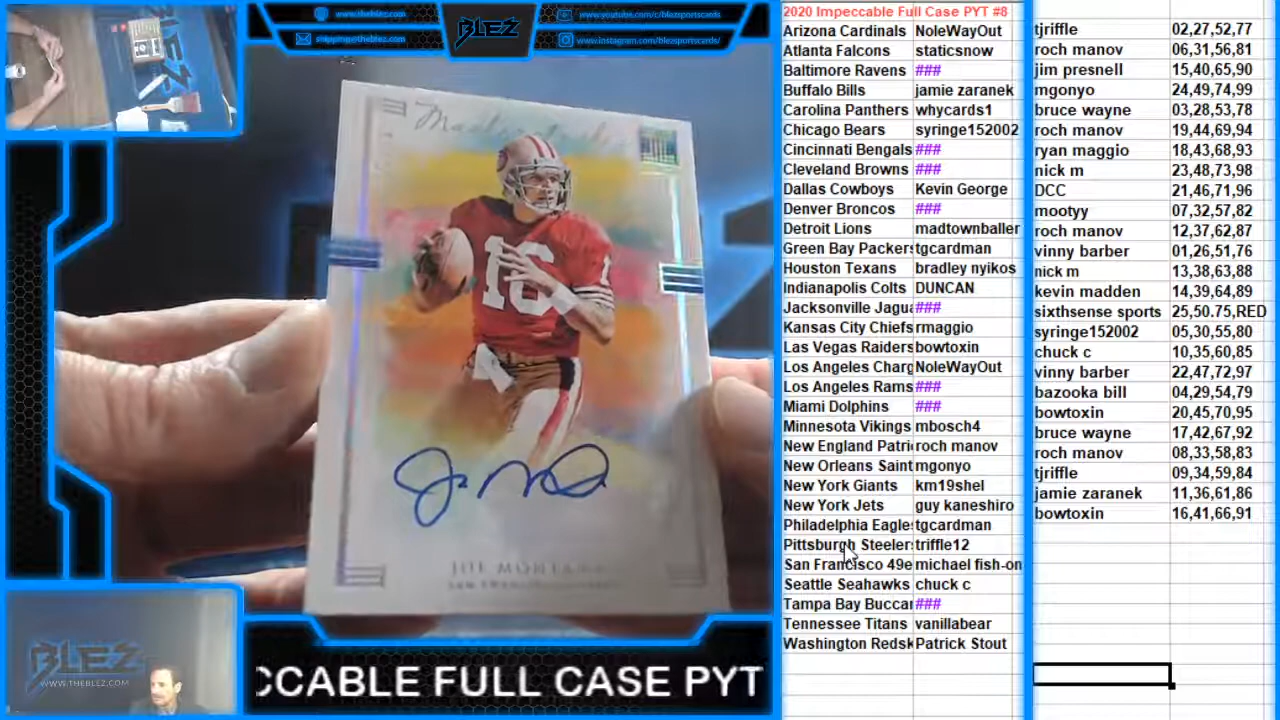 www.theblez.com
shipping@theblez.com
BLEZ
www.youtube.com/c/blezsportscards/
www.instagram.com/blezsportscards/
16
JOE MONTANA
BLEZ
WWW.THEBLEZ.COM
CCABLE FULL CASE PYT
2020 Impeccable Full Case PYT #8
Arizona Cardinals NoleWayOut
Atlanta Falcons staticsnow
Baltimore Ravens ###
Buffalo Bills jamie zaranek
Carolina Panthers whycards1
Chicago Bears syringe152002
Cincinnati Bengals ###
Cleveland Browns ###
Dallas Cowboys Kevin George
Denver Broncos ###
Detroit Lions madtownballer
Green Bay Packers tgcardman
Houston Texans bradley nyikos
Indianapolis Colts DUNCAN
Jacksonville Jagua ###
Kansas City Chiefs rmaggio
Las Vegas Raiders bowtoxin
Los Angeles Charg NoleWayOut
Los Angeles Rams ###
Miami Dolphins ###
Minnesota Vikings mbosch4
New England Patri roch manov
New Orleans Saint mgonyo
New York Giants km19shel
New York Jets guy kaneshiro
Philadelphia Eagles tgcardman
Pittsburgh Steelers triffle12
San Francisco 49e michael fish-on
Seattle Seahawks chuck c
Tampa Bay Bucca ###
Tennessee Titans vanillabear
Washington Redsk Patrick Stout
tjriffle 02,27,52,77
roch manov 06,31,56,81
jim presnell 15,40,65,90
mgonyo 24,49,74,99
bruce wayne 03,28,53,78
roch manov 19,44,69,94
ryan maggio 18,43,68,93
nick m 23,48,73,98
DCC 21,46,71,96
mootyy 07,32,57,82
roch manov 12,37,62,87
vinny barber 01,26,51,76
nick m 13,38,63,88
kevin madden 14,39,64,89
sixthsense sports 25,50.75,RED
syringe152002 05,30,55,80
chuck c 10,35,60,85
vinny barber 22,47,72,97
bazooka bill 04,29,54,79
bowtoxin 20,45,70,95
bruce wayne 17,42,67,92
roch manov 08,33,58,83
tjriffle 09,34,59,84
jamie zaranek 11,36,61,86
bowtoxin 16,41,66,91